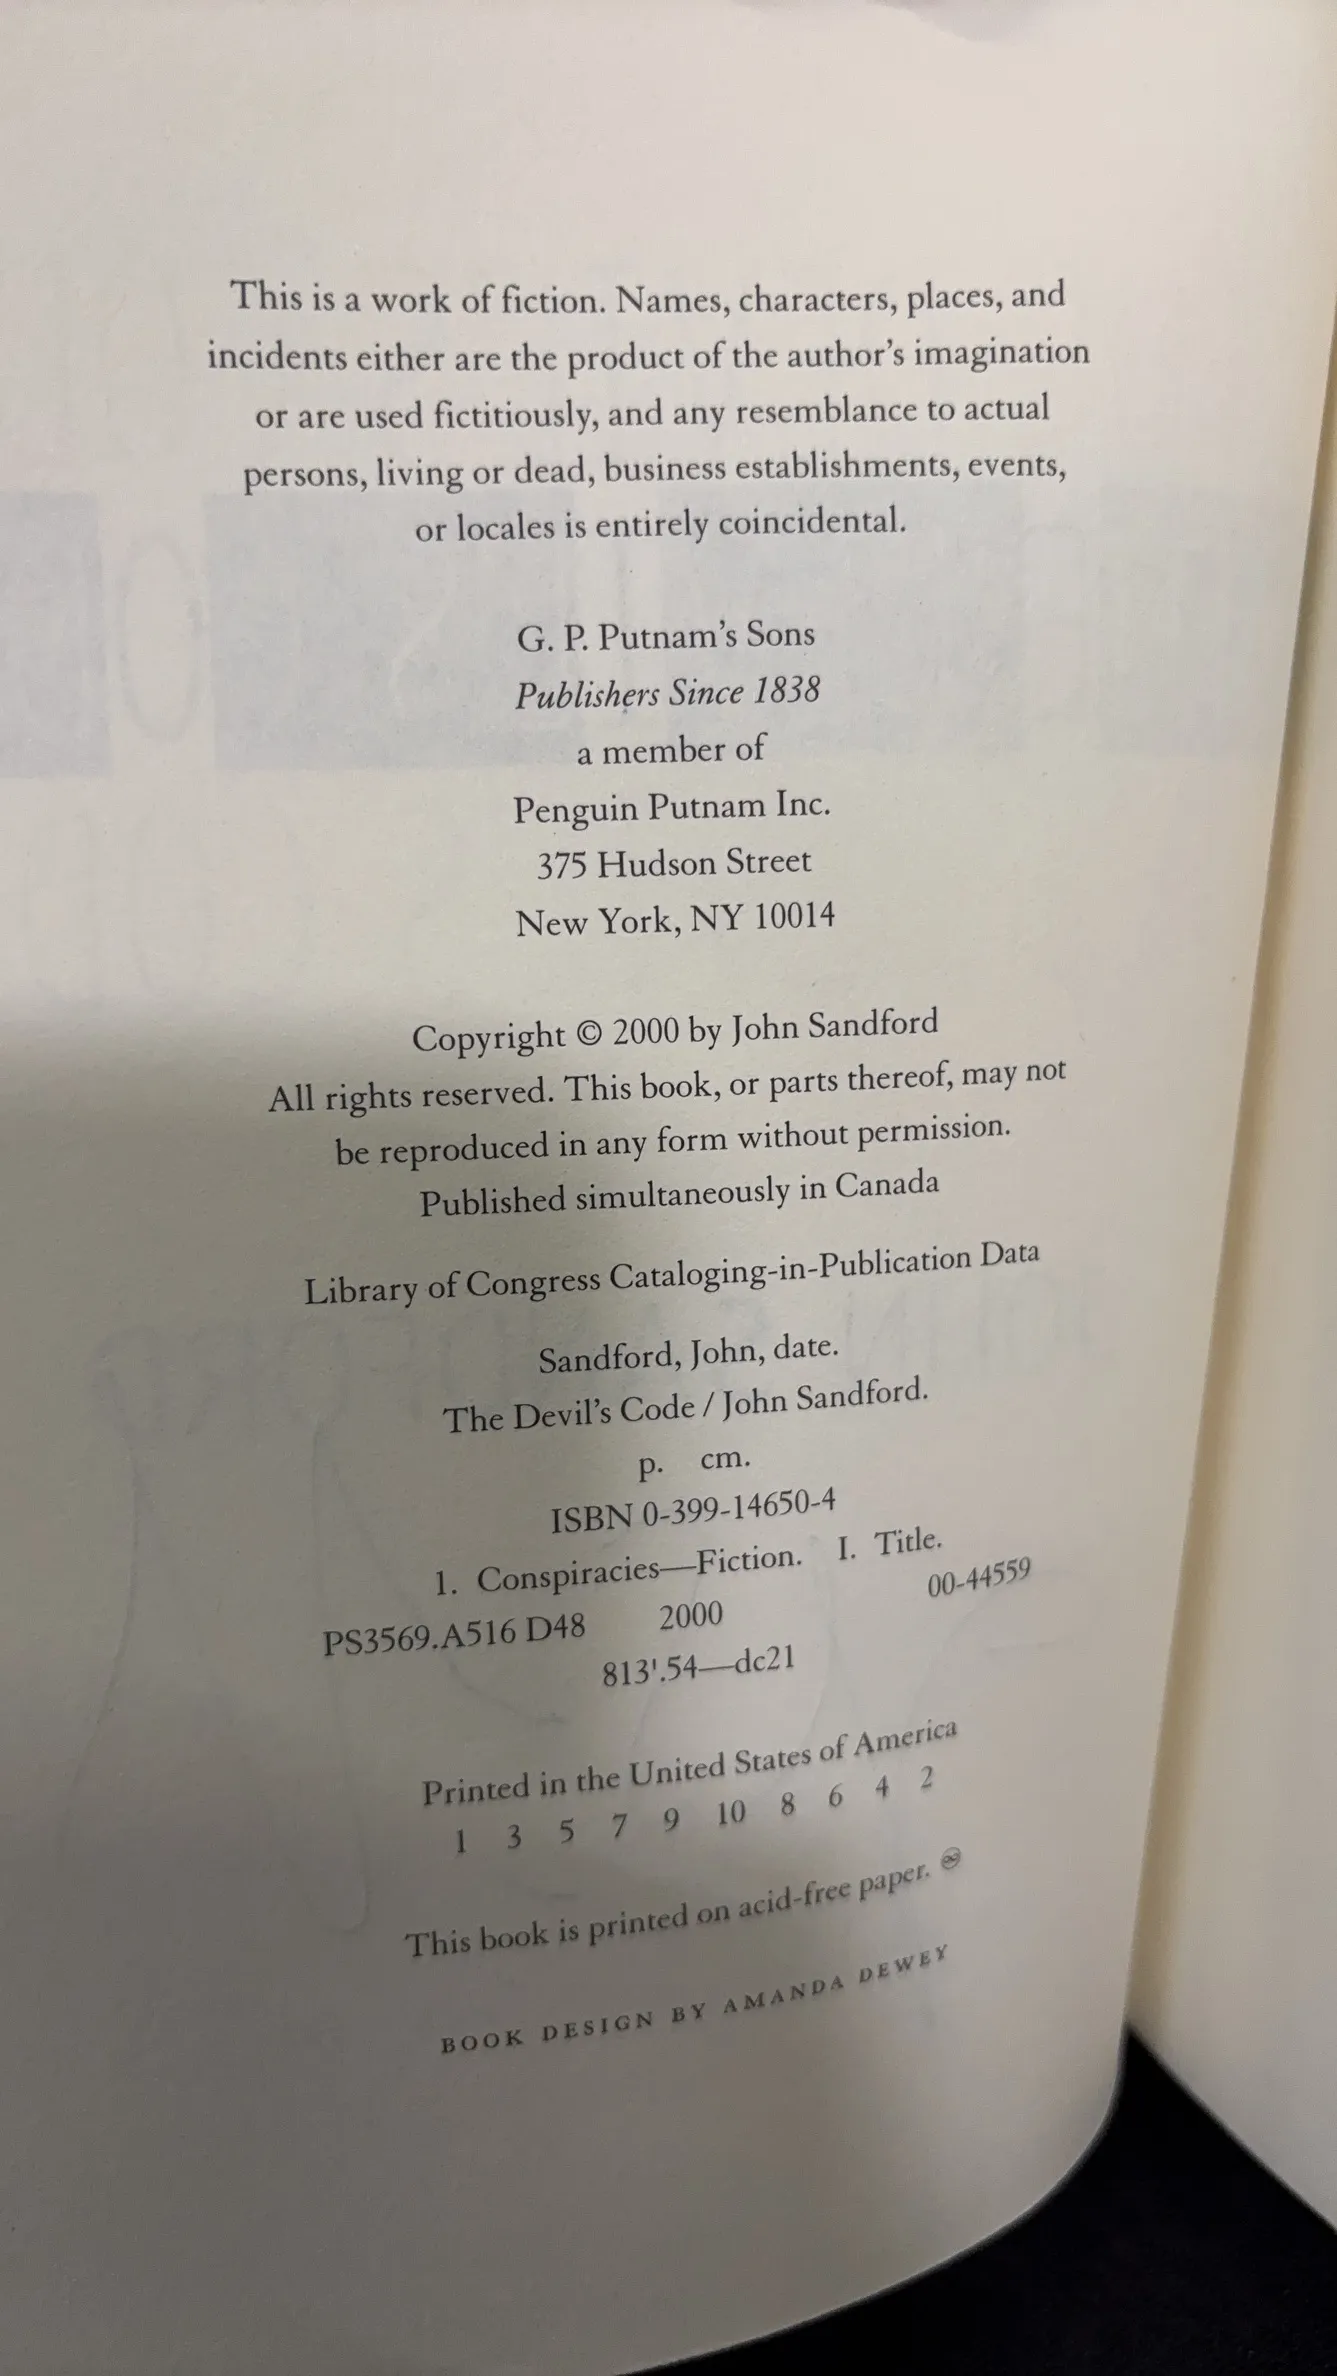 This is a work of fiction. Names, characters, places, and
incidents either are the product of the author's imagination
or are used fictitiously, and any resemblance to actual
persons, living or dead, business establishments, events,
or locales is entirely coincidental.
G. P. Putnam's Sons
Publishers Since 1838
a member of
Penguin Putnam Inc.
375 Hudson Street
New York, NY 10014
Copyright © 2000 by John Sandford
All rights reserved. This book, or parts thereof, may not
be reproduced in any form without permission.
Published simultaneously in Canada
Library of Congress Cataloging-in-Publication Data
Sandford, John, date.
The Devil's Code / John Sandford.
p. cm.
ISBN 0-399-14650-4
1. Conspiracies—Fiction. I. Title.
PS3569.A516 D48 2000 00-44559
813'.54—dc21
Printed in the United States of America
1 3 5 7 9 10 8 6 4 2
This book is printed on acid-free paper. ♾
BOOK DESIGN BY AMANDA DEWEY